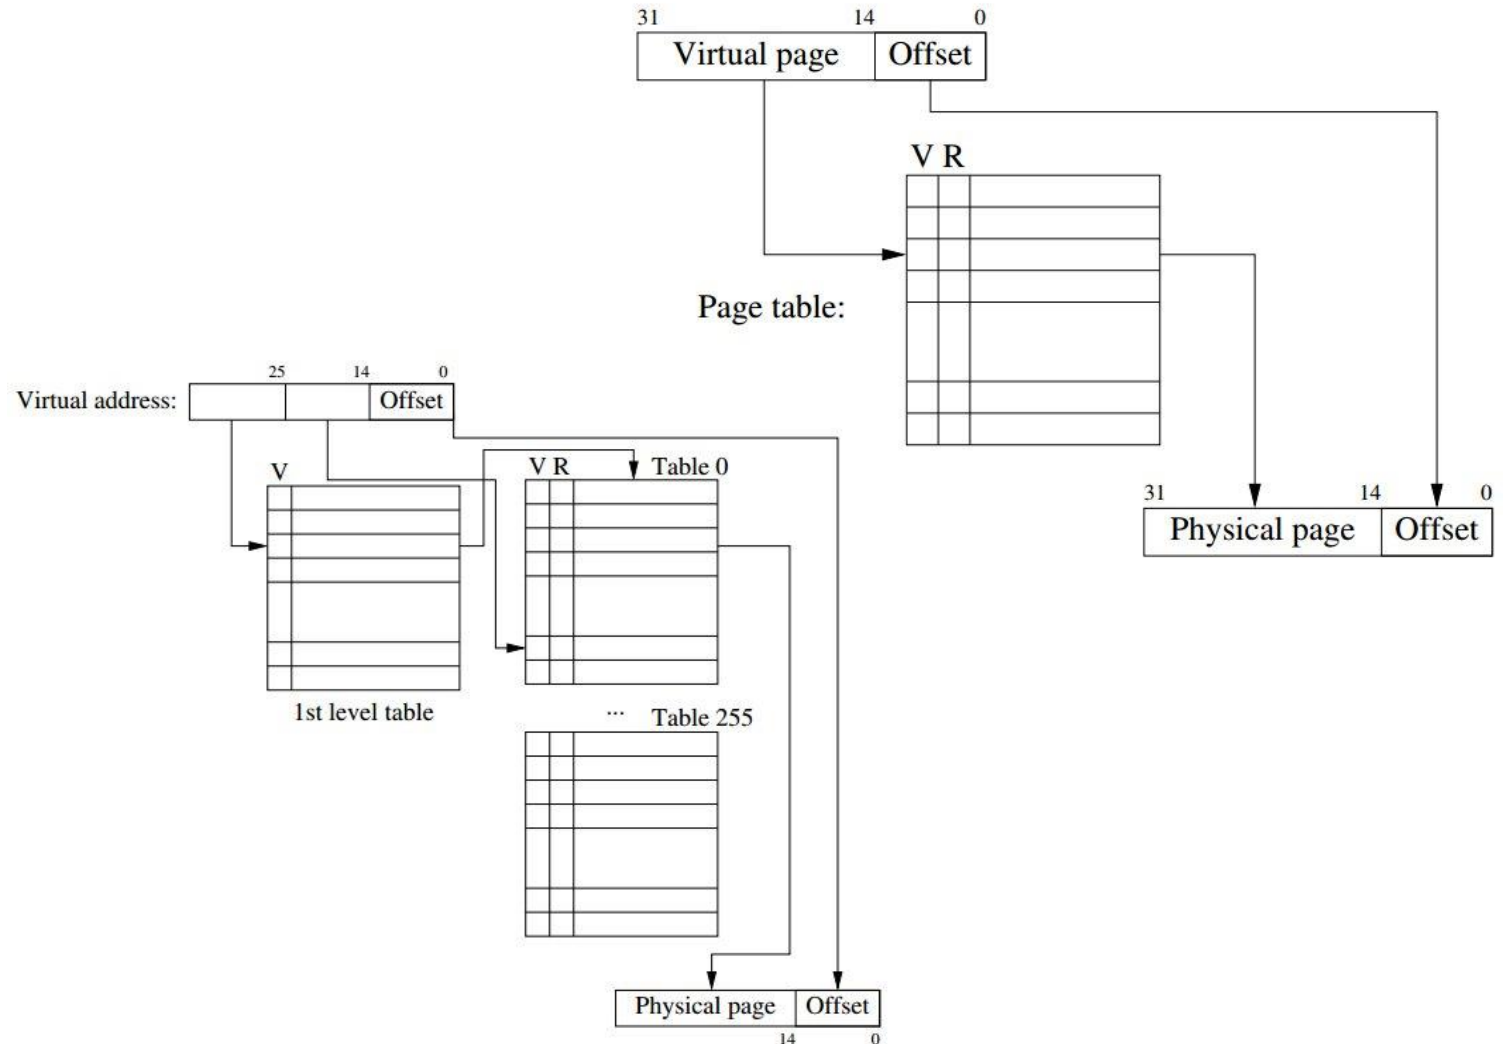 31 14 0
Virtual page Offset
V R
Page table:
31 14 0
Physical page Offset
25 14 0
Virtual address: Offset
V
V R Table 0
1st level table
... Table 255
Physical page Offset
14 0